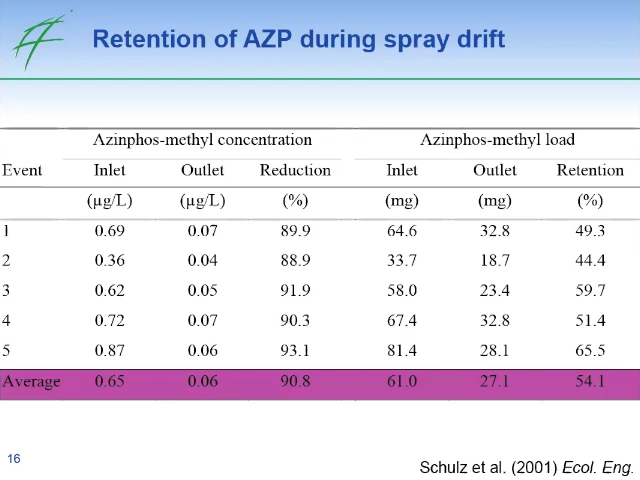 Retention of AZP during spray drift
Azinphos-methyl concentration Azinphos-methyl load
Event Inlet Outlet Reduction Inlet Outlet Retention
(µg/L) (µg/L) (%) (mg) (mg) (%)
1 0.69 0.07 89.9 64.6 32.8 49.3
2 0.36 0.04 88.9 33.7 18.7 44.4
3 0.62 0.05 91.9 58.0 23.4 59.7
4 0.72 0.07 90.3 67.4 32.8 51.4
5 0.87 0.06 93.1 81.4 28.1 65.5
Average 0.65 0.06 90.8 61.0 27.1 54.1
16
Schulz et al. (2001) Ecol. Eng.